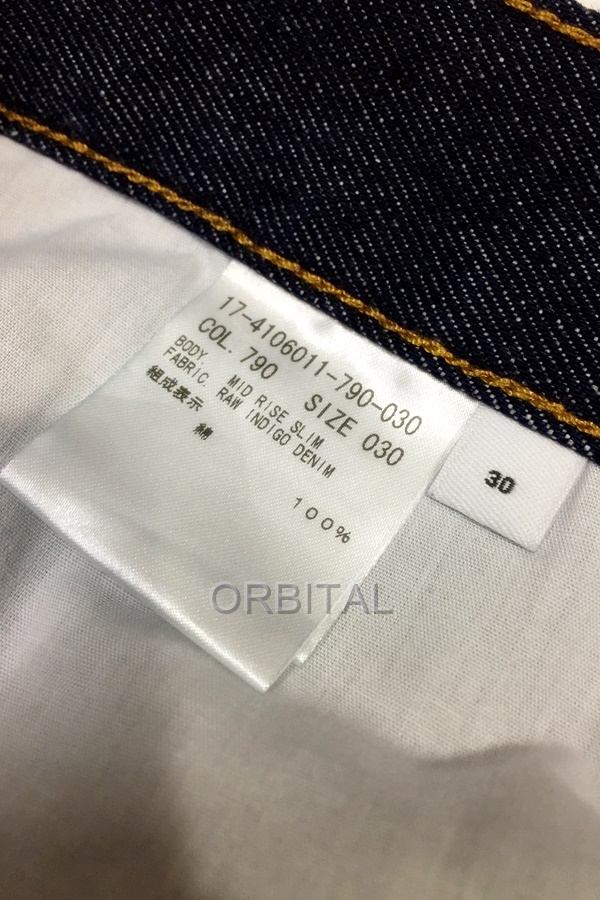 17-4106011-790-030
COL. 790 SIZE 030
BODY. MID RISE SLIM
FABRIC. RAW INDIGO DENIM
組成表示
綿 100%
30
ORBITAL